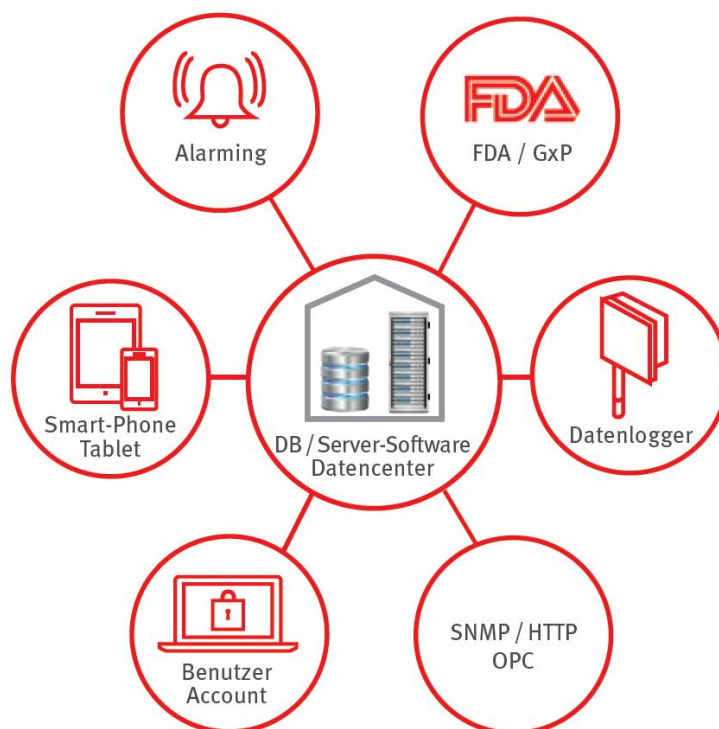 Alarming
FDA
FDA / GxP
Smart-Phone
Tablet
DB / Server-Software
Datencenter
Datenlogger
Benutzer
Account
SNMP / HTTP
OPC